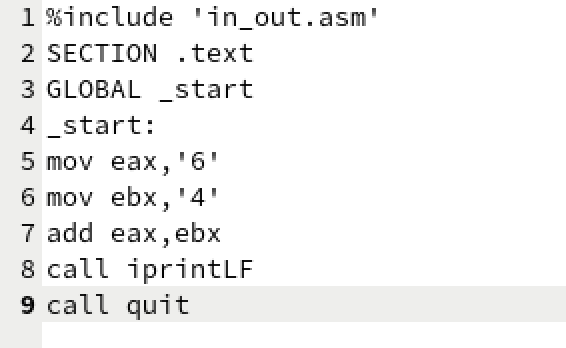 1 %include 'in_out.asm'
2 SECTION .text
3 GLOBAL _start
4 _start:
5 mov eax,'6'
6 mov ebx,'4'
7 add eax,ebx
8 call iprintLF
9 call quit